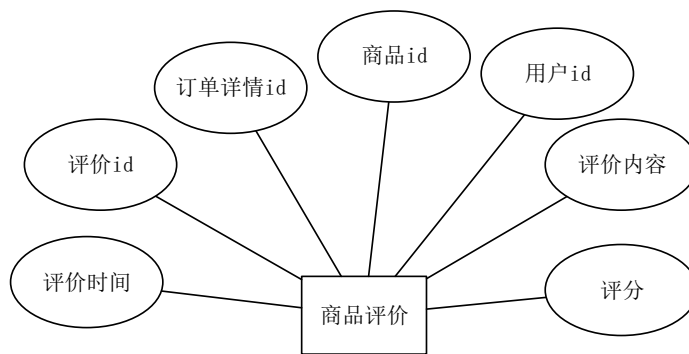 商品id
用户id
订单详情id
评价id
评价内容
评价时间
评分
商品评价